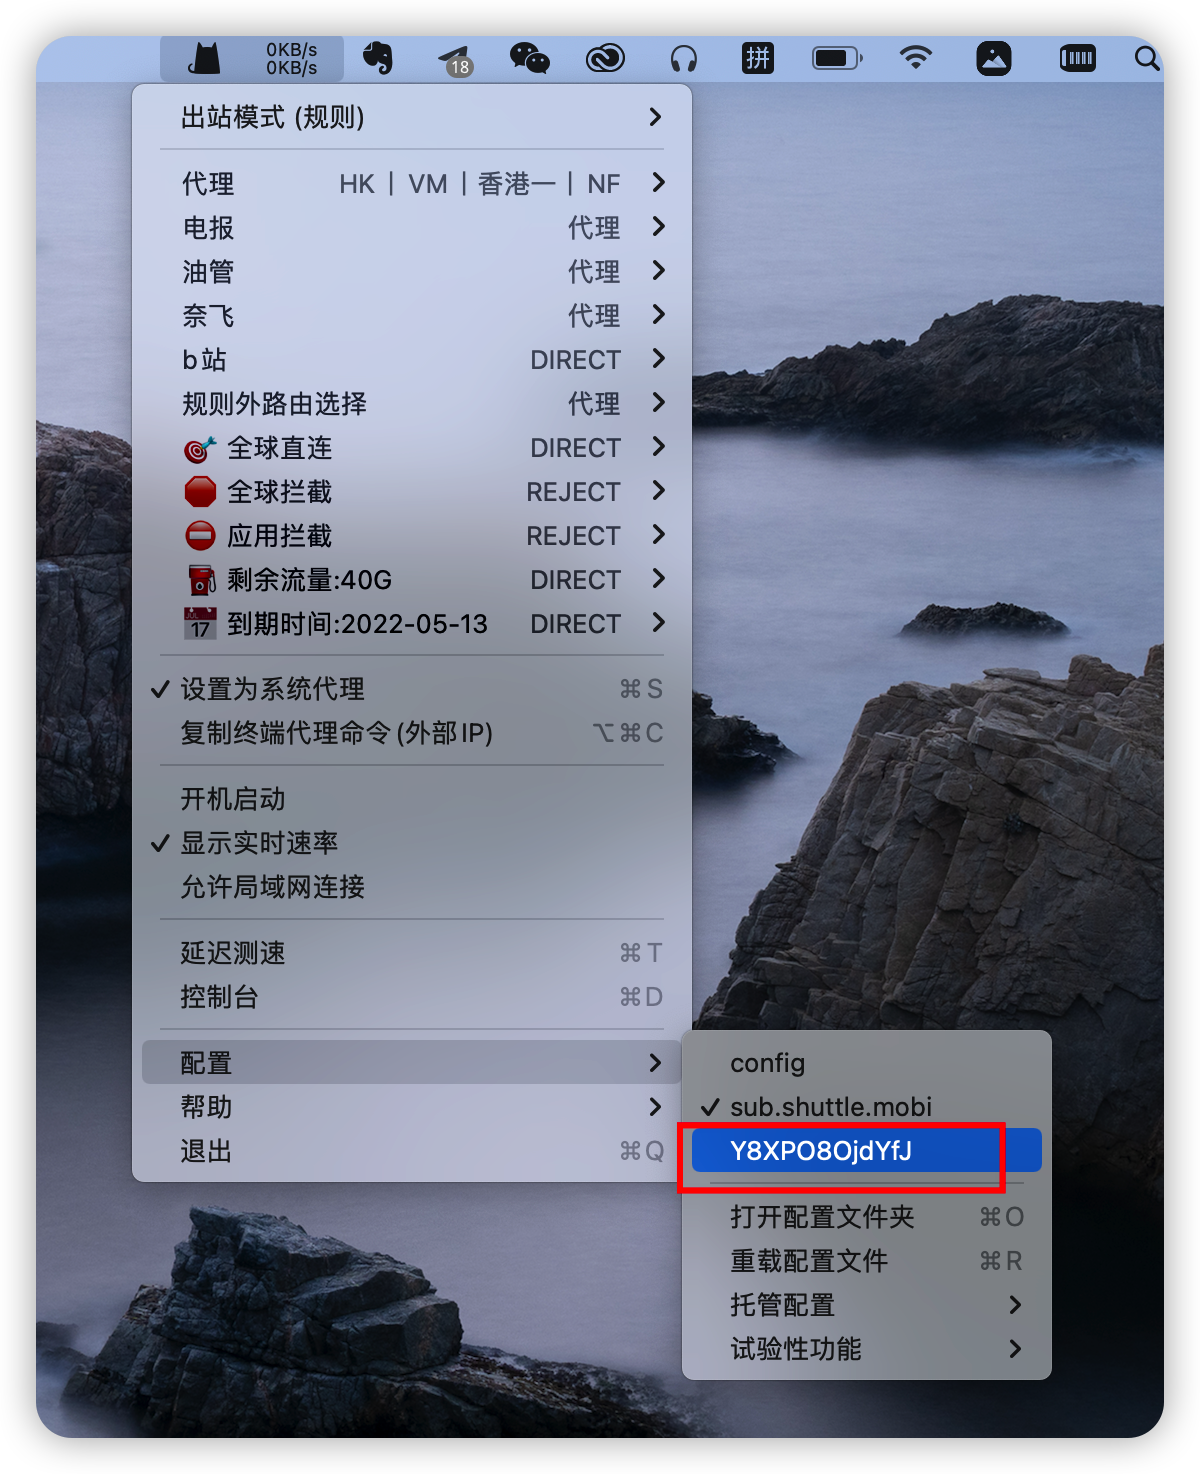 0KB/s
0KB/s
18
拼
出站模式 (规则)
代理 HK | VM | 香港一 | NF
电报 代理
油管 代理
奈飞 代理
b站 DIRECT
规则外路由选择 代理
全球直连 DIRECT
全球拦截 REJECT
应用拦截 REJECT
剩余流量:40G DIRECT
JUL
17
到期时间:2022-05-13 DIRECT
✓ 设置为系统代理 ⌘S
复制终端代理命令(外部IP) ⌥⌘C
开机启动
✓ 显示实时速率
允许局域网连接
延迟测速 ⌘T
控制台 ⌘D
配置
帮助
退出 ⌘Q
config
✓ sub.shuttle.mobi
Y8XPO8OjdYfJ
打开配置文件夹 ⌘O
重载配置文件 ⌘R
托管配置
试验性功能